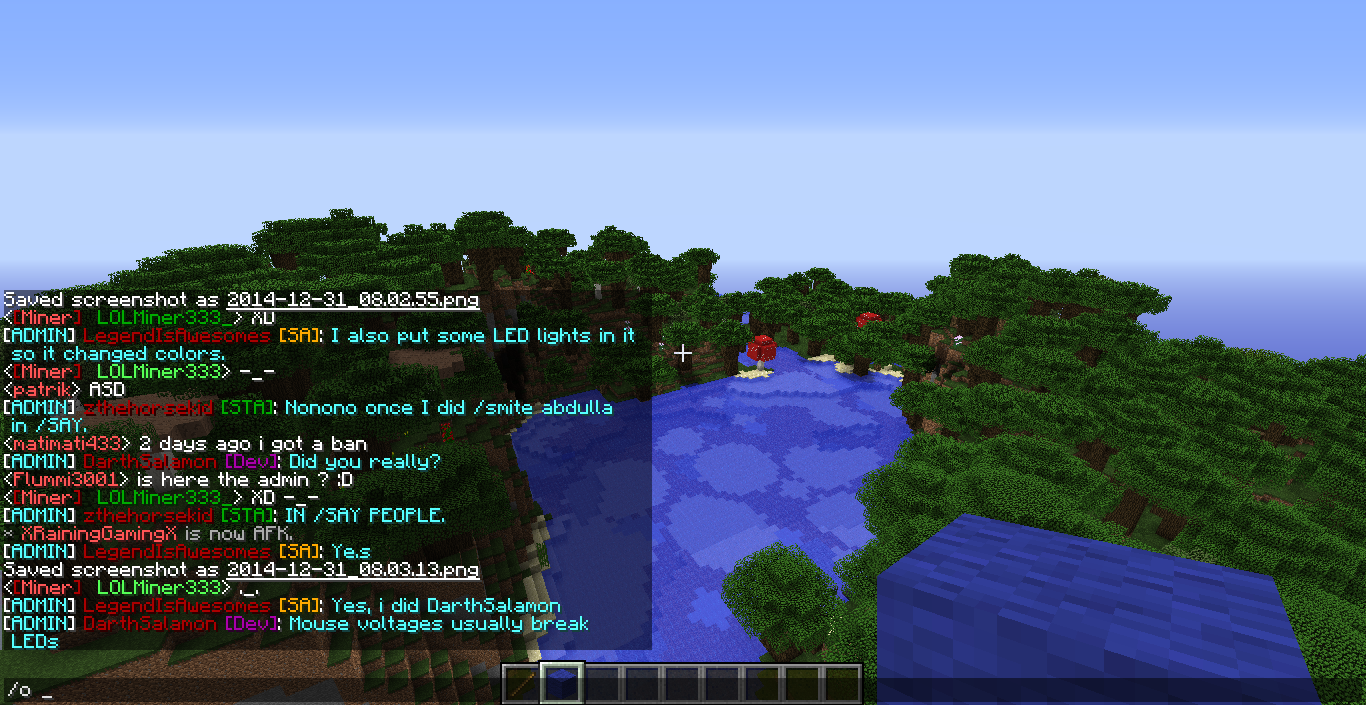 Saved screenshot as 2014-12-31_08.02.55.png
<[Miner] LOLMiner333_> XD
[ADMIN] LegendIsAwesomes [SA]: I also put some LED lights in it
so it changed colors.
<[Miner] LOLMiner333> -_-
<patrik> ASD
[ADMIN] zthehorsekid [STA]: Nonono once I did /smite abdulla
in /SAY.
<matimati433> 2 days ago i got a ban
[ADMIN] DarthSalamon [Dev]: Did you really?
<Flummi3001> is here the admin ? :D
<[Miner] LOLMiner333_> XD -_-
[ADMIN] zthehorsekid [STA]: IN /SAY PEOPLE.
* XRainingGamingX is now AFK.
[ADMIN] LegendIsAwesomes [SA]: Ye.s
Saved screenshot as 2014-12-31_08.03.13.png
<[Miner] LOLMiner333> ._.
[ADMIN] LegendIsAwesomes [SA]: Yes, i did DarthSalamon
[ADMIN] DarthSalamon [Dev]: Mouse voltages usually break
LEDs
/o _